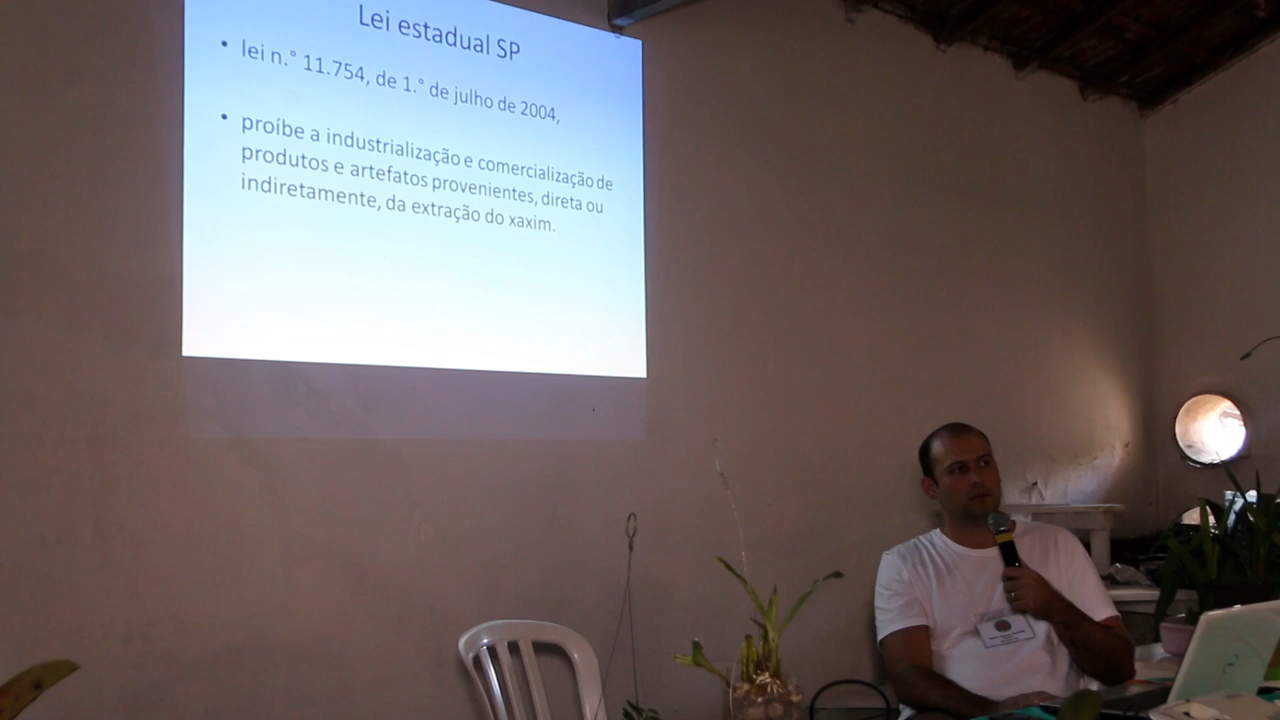 Lei estadual SP
• lei n.° 11.754, de 1.° de julho de 2004,
• proíbe a industrialização e comercialização de
produtos e artefatos provenientes, direta ou
indiretamente, da extração do xaxim.